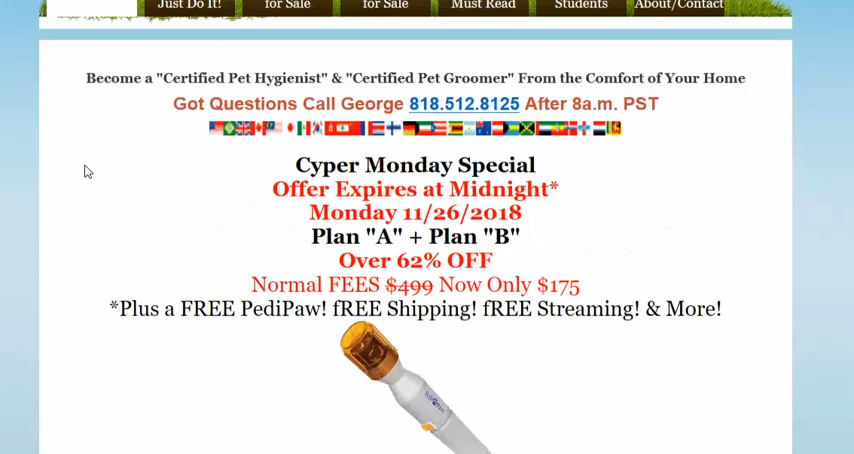 Just Do It!
for Sale
for Sale
Must Read
Students
About/Contact
Become a "Certified Pet Hygienist" & "Certified Pet Groomer" From the Comfort of Your Home
Got Questions Call George 818.512.8125 After 8a.m. PST
Cyper Monday Special
Offer Expires at Midnight*
Monday 11/26/2018
Plan "A" + Plan "B"
Over 62% OFF
Normal FEES $499 Now Only $175
*Plus a FREE PediPaw! fREE Shipping! fREE Streaming! & More!